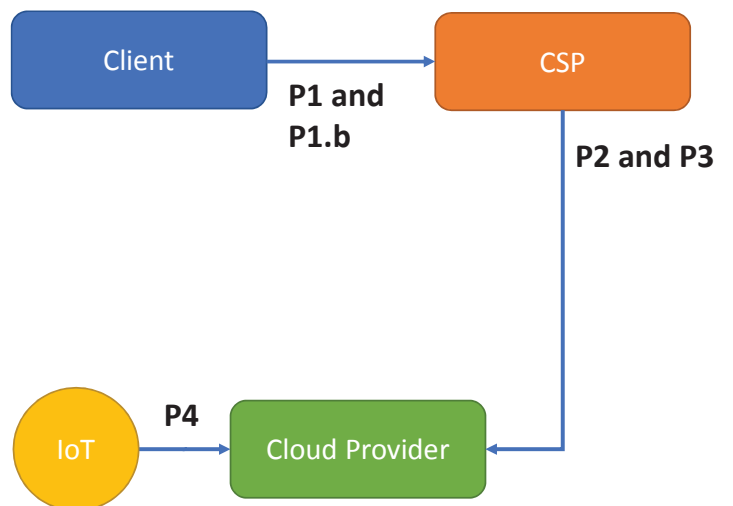 Client
CSP
P1 and
P1.b
P2 and P3
P4
IoT
Cloud Provider